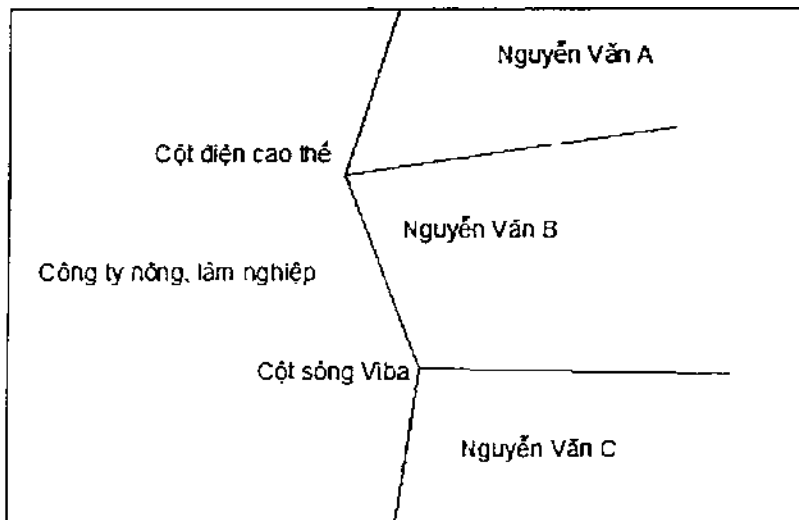 Nguyễn Văn A
Cột điện cao thế
Nguyễn Văn B
Công ty nông, lâm nghiệp
Cột sóng Viba
Nguyễn Văn C